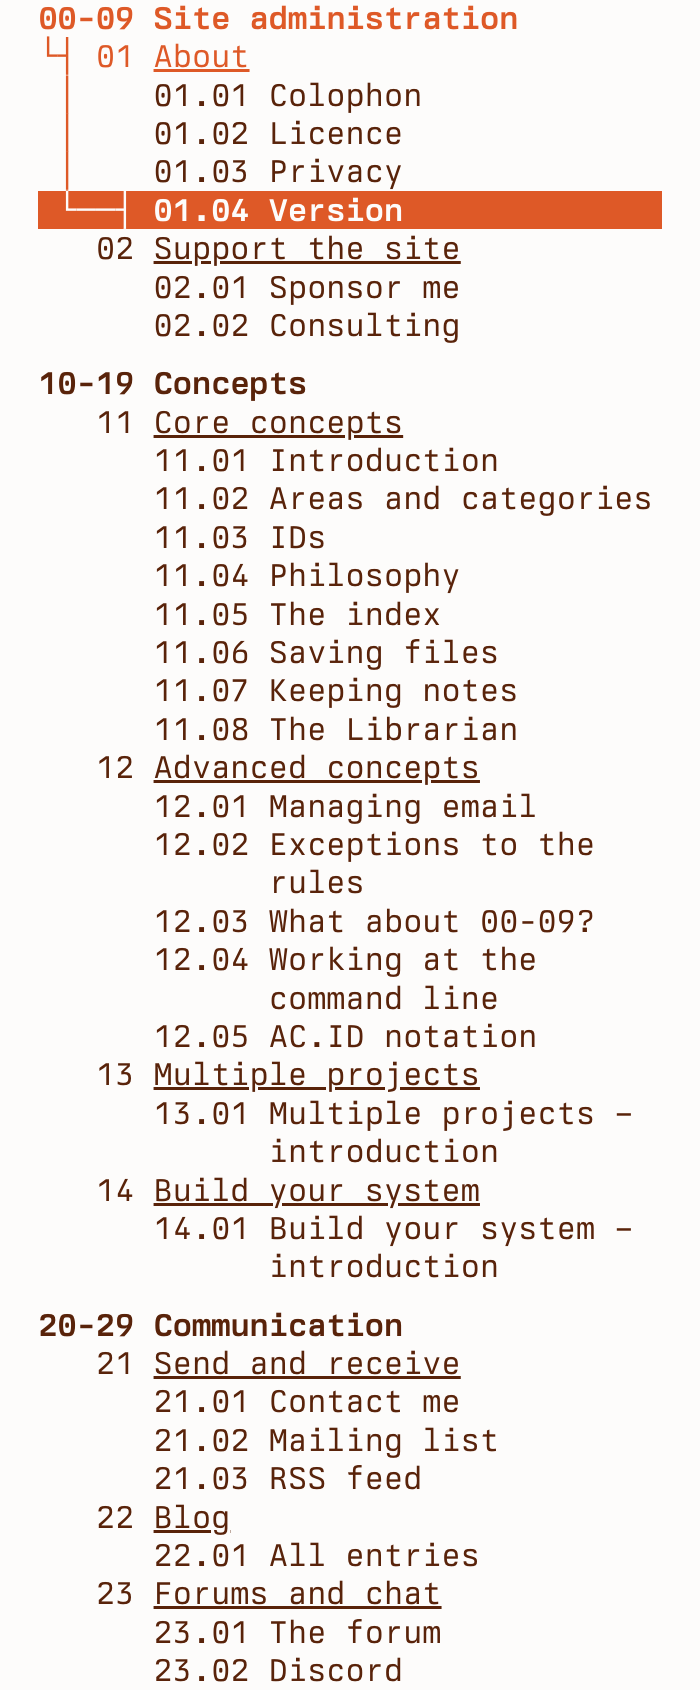 00-09 Site administration
01 About
01.01 Colophon
01.02 Licence
01.03 Privacy
01.04 Version
02 Support the site
02.01 Sponsor me
02.02 Consulting
10-19 Concepts
11 Core concepts
11.01 Introduction
11.02 Areas and categories
11.03 IDs
11.04 Philosophy
11.05 The index
11.06 Saving files
11.07 Keeping notes
11.08 The Librarian
12 Advanced concepts
12.01 Managing email
12.02 Exceptions to the
rules
12.03 What about 00-09?
12.04 Working at the
command line
12.05 AC.ID notation
13 Multiple projects
13.01 Multiple projects –
introduction
14 Build your system
14.01 Build your system –
introduction
20-29 Communication
21 Send and receive
21.01 Contact me
21.02 Mailing list
21.03 RSS feed
22 Blog
22.01 All entries
23 Forums and chat
23.01 The forum
23.02 Discord